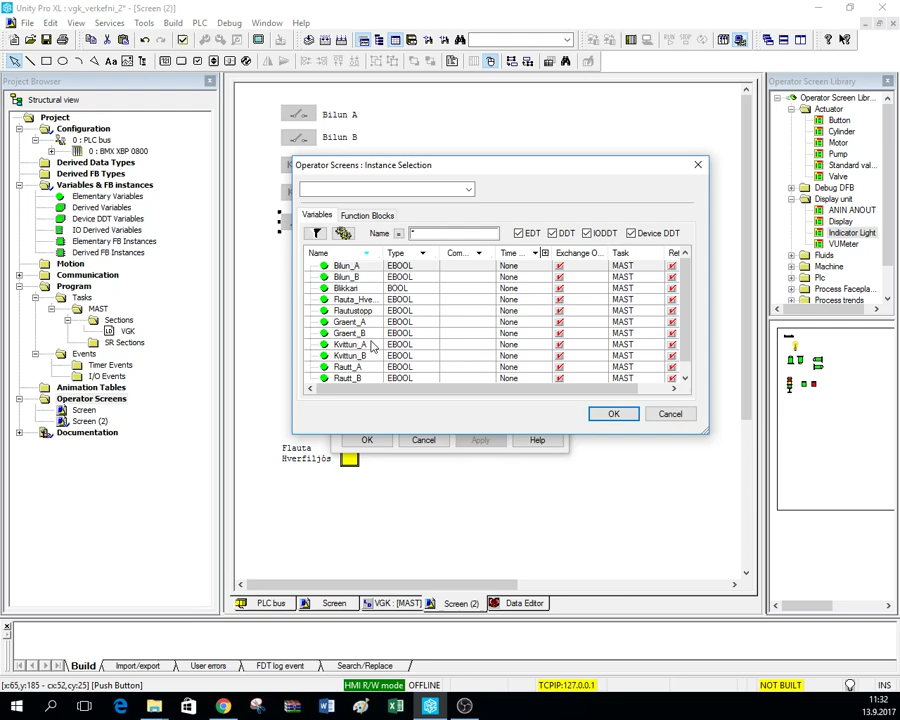 Unity Pro XL : vgk_verkefni_2* - [Screen (2)]
File Edit View Services Tools Build PLC Debug Window Help
Project Browser
Structural view
Project
Configuration
0 : PLC bus
0 : BMX XBP 0800
Derived Data Types
Derived FB Types
Variables & FB instances
Elementary Variables
Derived Variables
Device DDT Variables
IO Derived Variables
Elementary FB Instances
Derived FB Instances
Motion
Communication
Program
Tasks
MAST
Sections
LD VGK
SR Sections
Events
Timer Events
I/O Events
Animation Tables
Operator Screens
Screen
Screen (2)
Documentation
Bilun A
Bilun B
Operator Screens : Instance Selection
Variables Function Blocks
Name = * EDT DDT IODDT Device DDT
Name Type Com... Time ... Exchange O... Task Ret
Bilun_A EBOOL None MAST
Bilun_B EBOOL None MAST
Blikkari BOOL None MAST
Flauta_Hve... EBOOL None MAST
Flautustopp EBOOL None MAST
Graent_A EBOOL None MAST
Graent_B EBOOL None MAST
Kvittun_A EBOOL None MAST
Kvittun_B EBOOL None MAST
Rautt_A EBOOL None MAST
Rautt_B EBOOL None MAST
OK Cancel
OK Cancel Apply Help
Flauta
Hverfiljós
PLC bus Screen VGK : [MAST] Screen (2) Data Editor
Operator Screen Library
Operator Screen Libr...
Actuator
Button
Cylinder
Motor
Pump
Standard val...
Valve
Debug DFB
Display unit
ANIN ANOUT
Display
Indicator Light
VUMeter
Fluids
Machine
Plc
Process Facepla...
Process trends
Build Import/export User errors FDT log event Search/Replace
[x:65,y:185 - cx:52,cy:25] [Push Button] HMI R/W mode OFFLINE TCPIP:127.0.0.1 NOT BUILT INS
11:32
13.9.2017